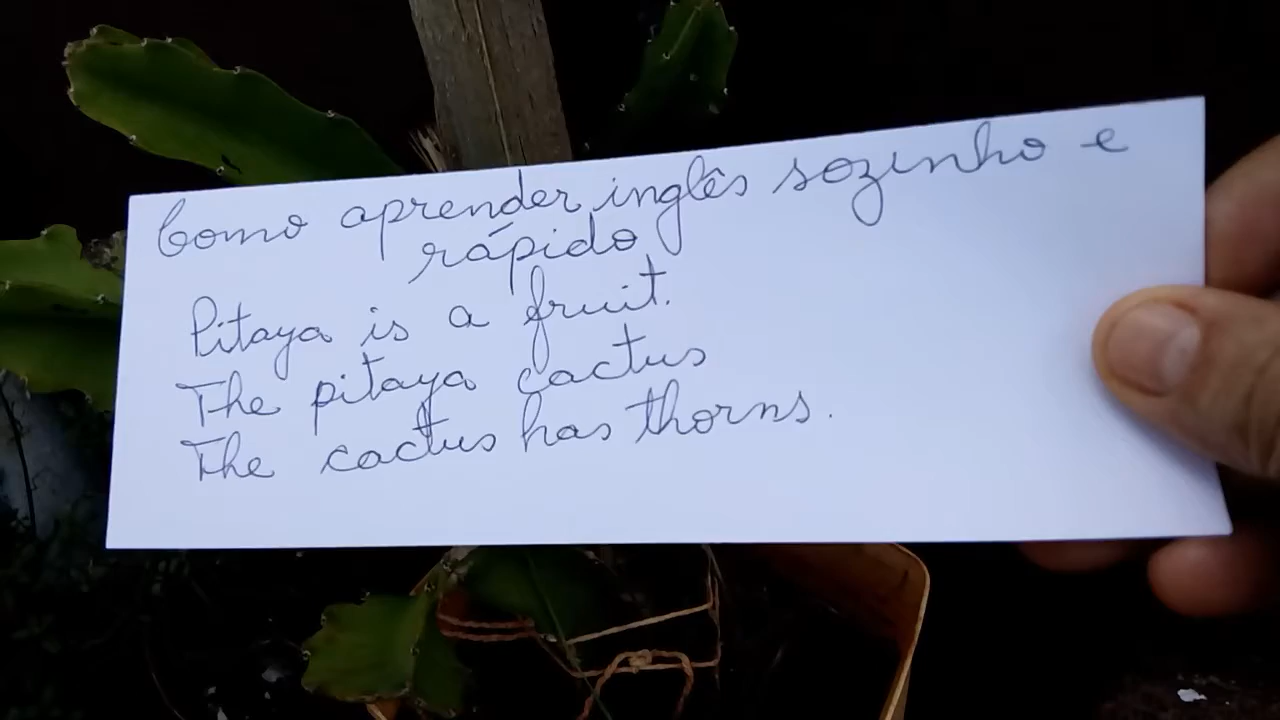 Como aprender inglês sozinho e
rápido
Pitaya is a fruit.
The pitaya cactus
The cactus has thorns.